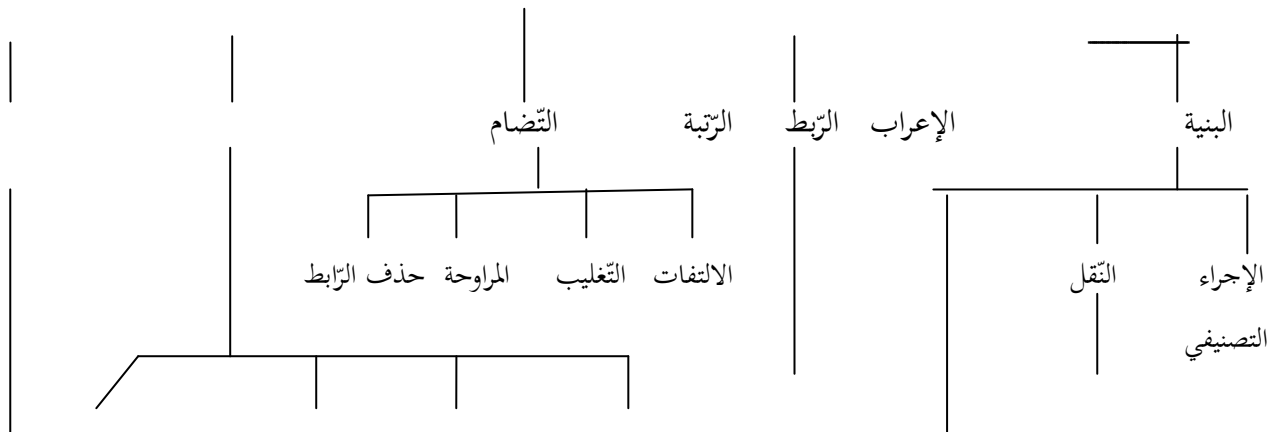 البنية الإعراب الرّبط الرّتبة التّضام
الإجراء النّقل الالتفات التّغليب المراوحة حذف الرّابط
التصنيفي